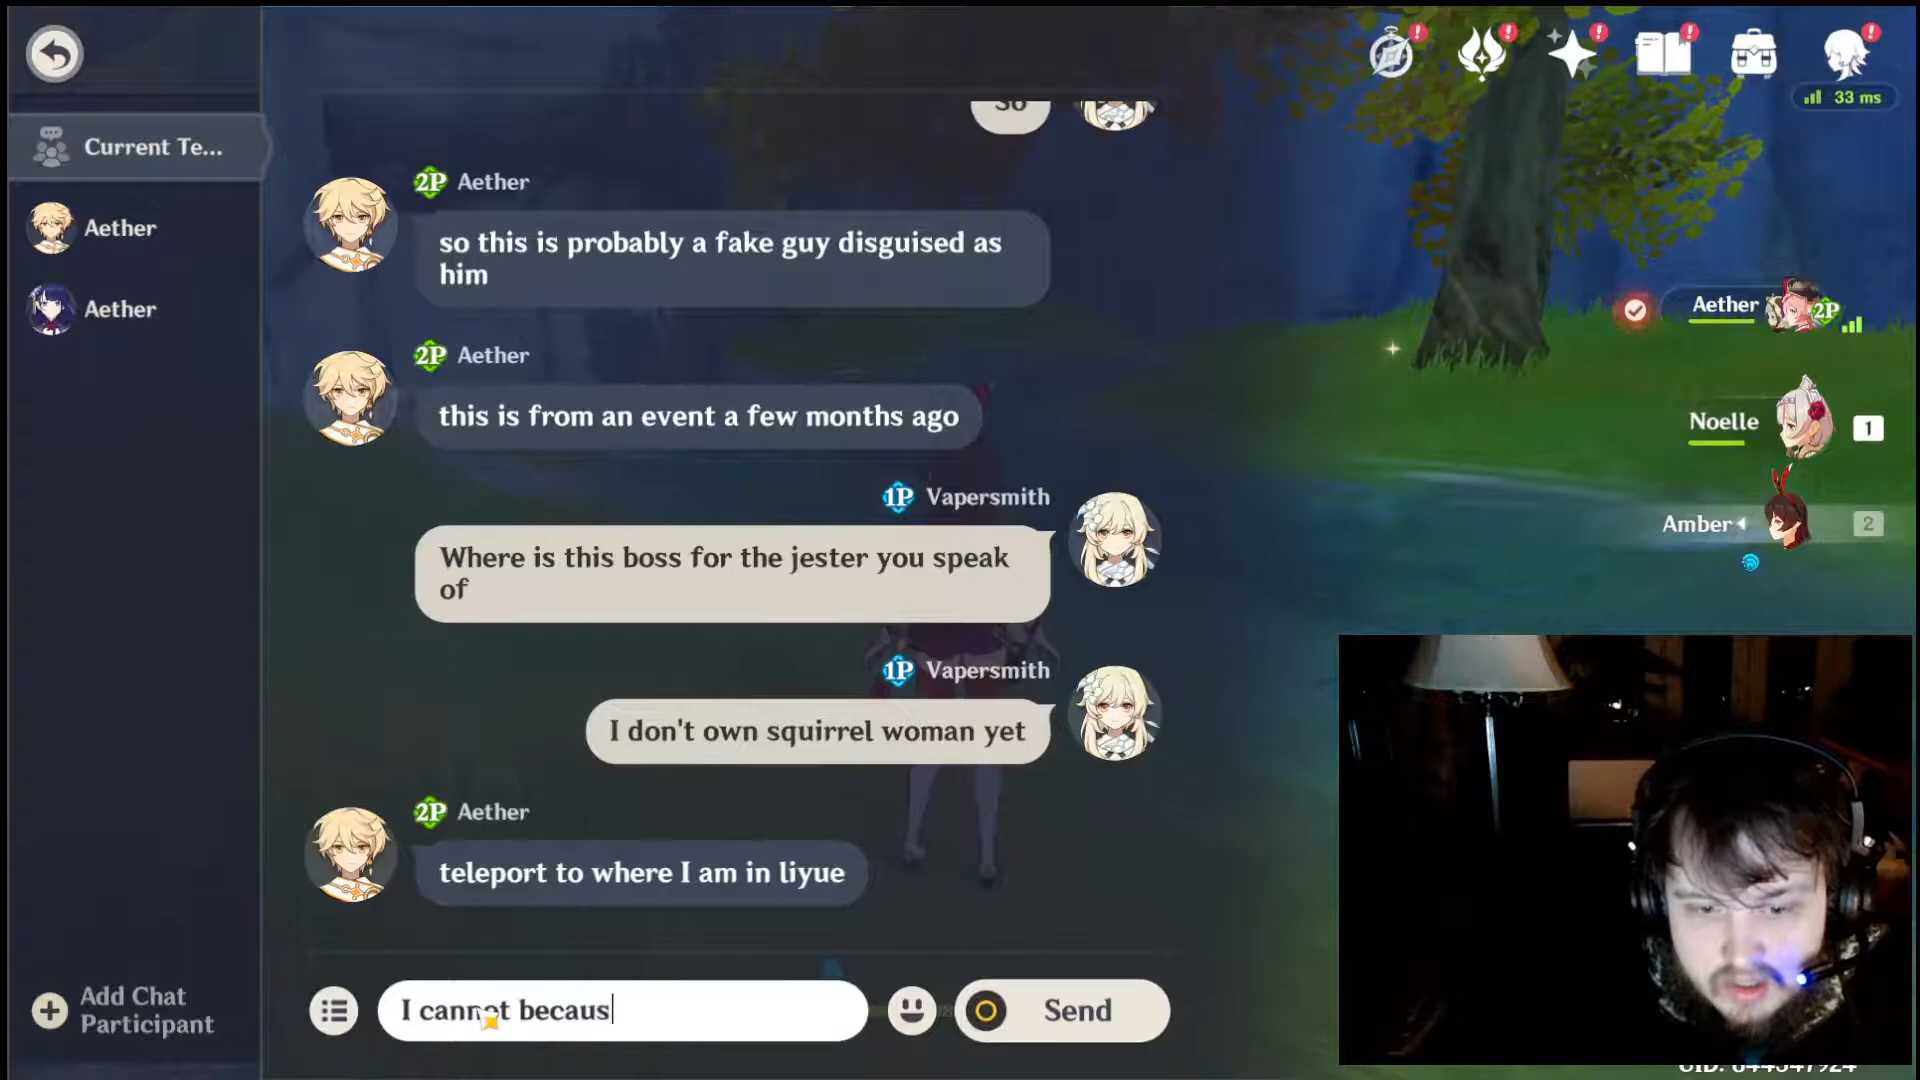 33 ms
Current Te...
Aether
Aether
2P Aether
so this is probably a fake guy disguised as
him
2P Aether
this is from an event a few months ago
1P Vapersmith
Where is this boss for the jester you speak
of
1P Vapersmith
I don't own squirrel woman yet
2P Aether
teleport to where I am in liyue
Aether 2P
Noelle 1
Amber 2
Add Chat
Participant
I cannot becaus
Send